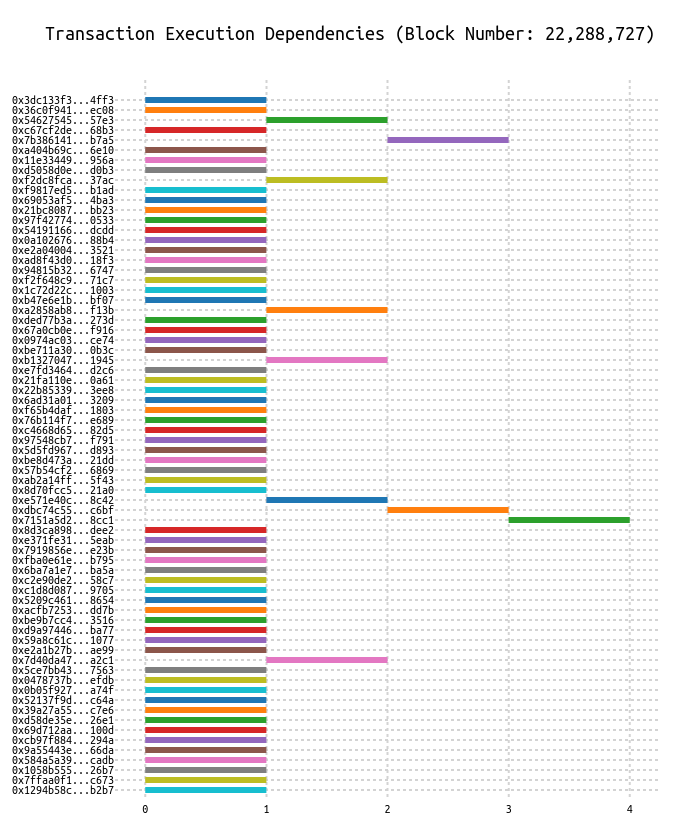 Transaction Execution Dependencies (Block Number: 22,288,727)
0x3dc133f3...4ff3
0x36c0f941...ec08
0x54627545...57e3
0xc67cf2de...68b3
0x7b386141...b7a5
0xa404b69c...6e10
0x11e33449...956a
0xd5058d0e...d0b3
0xf2dc8fca...37ac
0xf9817ed5...b1ad
0x69053af5...4ba3
0x21bc8087...bb23
0x97f42774...0533
0x54191166...dcdd
0x0a102676...88b4
0xe2a04004...3521
0xad8f43d0...18f3
0x94815b32...6747
0xf2f648c9...71c7
0x1c72d22c...1003
0xb47e6e1b...bf07
0xa2858ab8...f13b
0xded77b3a...273d
0x67a0cb0e...f916
0x0974ac03...ce74
0xbe711a30...0b3c
0xb1327047...1945
0xe7fd3464...d2c6
0x21fa110e...0a61
0x22b85339...3ee8
0x6ad31a01...3209
0xf65b4daf...1803
0x76b114f7...e689
0xc4668d65...82d5
0x97548cb7...f791
0x5d5fd967...d893
0xbe8d473a...21dd
0x57b54cf2...6869
0xab2a14ff...5f43
0x8d70fcc5...21a0
0xe571e40c...8c42
0xdbc74c55...c6bf
0x7151a5d2...8cc1
0x8d3ca898...dee2
0xe371fe31...5eab
0x7919856e...e23b
0xfba0e61e...b795
0x6ba7a1e7...ba5a
0xc2e90de2...58c7
0xc1d8d087...9705
0x5209c461...8654
0xacfb7253...dd7b
0xbe9b7cc4...3516
0xd9a97446...ba77
0x59a8c61c...1077
0xe2a1b27b...ae99
0x7d40da47...a2c1
0x5ce7bb43...7563
0x0478737b...efdb
0x0b05f927...a74f
0x52137f9d...c64a
0x39a27a55...c7e6
0xd58de35e...26e1
0x69d712aa...100d
0xcb97f884...294a
0x9a55443e...66da
0x584a5a39...cadb
0x1058b555...26b7
0x7ffaa0f1...c673
0x1294b58c...b2b7
0 1 2 3 4